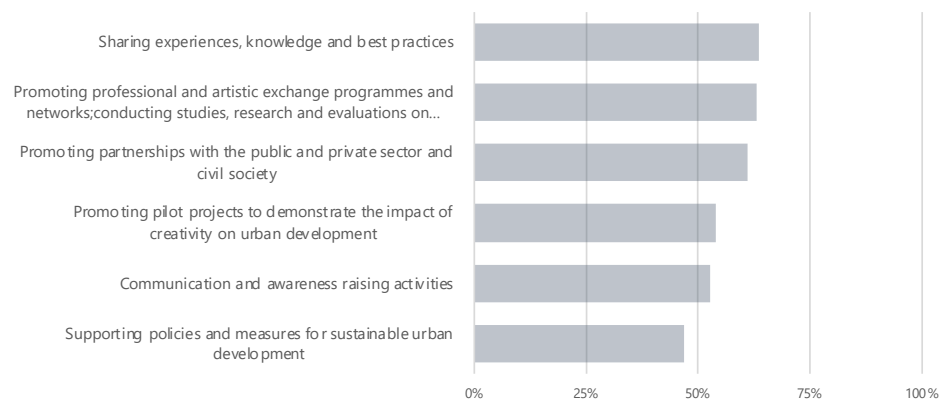 Sharing experiences, knowledge and best practices
Promoting professional and artistic exchange programmes and
networks;conducting studies, research and evaluations on...
Promoting partnerships with the public and private sector and
civil society
Promoting pilot projects to demonstrate the impact of
creativity on urban development
Communication and awareness raising activities
Supporting policies and measures for sustainable urban
development
0% 25% 50% 75% 100%